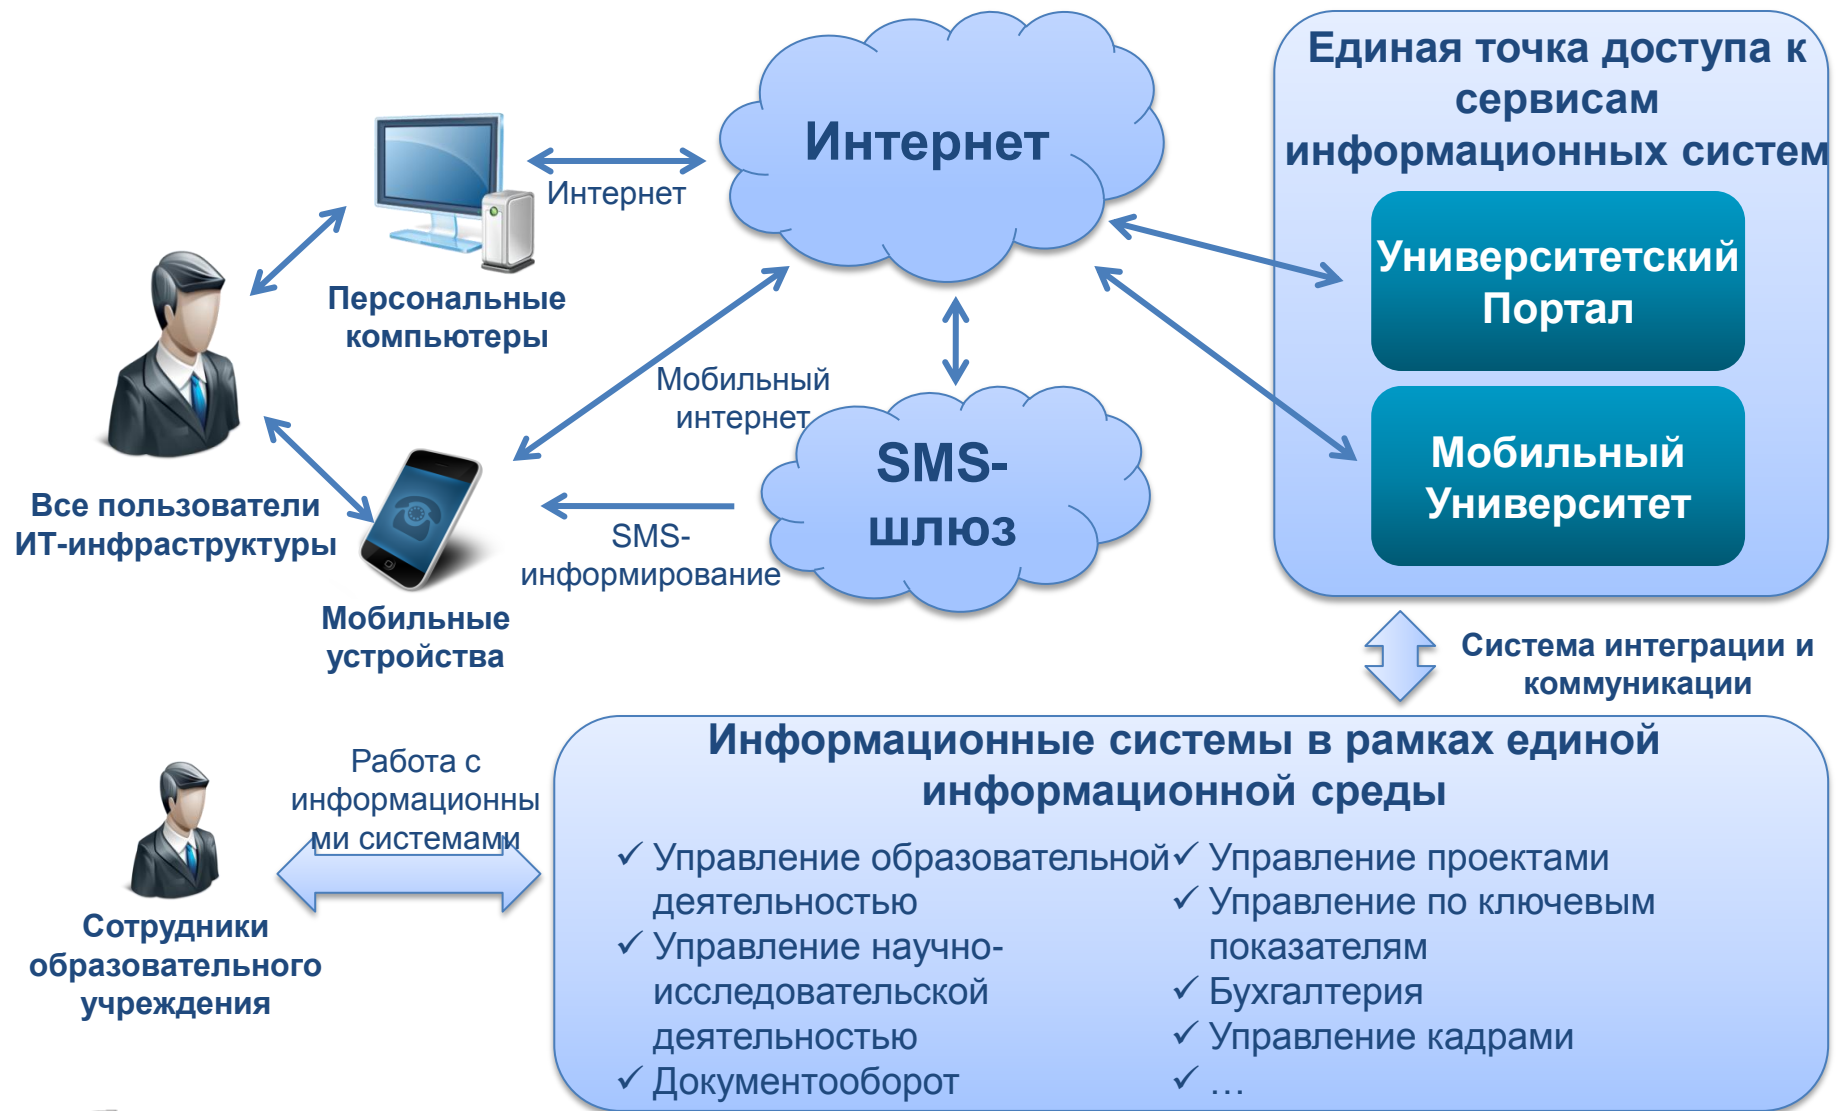 Интернет
Единая точка доступа к
сервисам
информационных систем
Университетский
Портал
Мобильный
Университет
Интернет
Персональные
компьютеры
Мобильный
интернет
SMS-
шлюз
Все пользователи
ИТ-инфраструктуры
SMS-
информирование
Мобильные
устройства
Система интеграции и
коммуникации
Работа с
информационны
ми системами
Сотрудники
образовательного
учреждения
Информационные системы в рамках единой
информационной среды
✓ Управление образовательной
деятельностью
✓ Управление научно-
исследовательской
деятельностью
✓ Документооборот
✓ Управление проектами
✓ Управление по ключевым
показателям
✓ Бухгалтерия
✓ Управление кадрами
✓ …